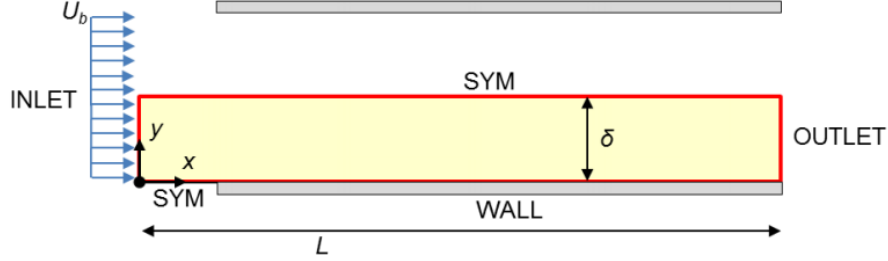 U_b
SYM
INLET
y
δ
OUTLET
x
SYM
WALL
L